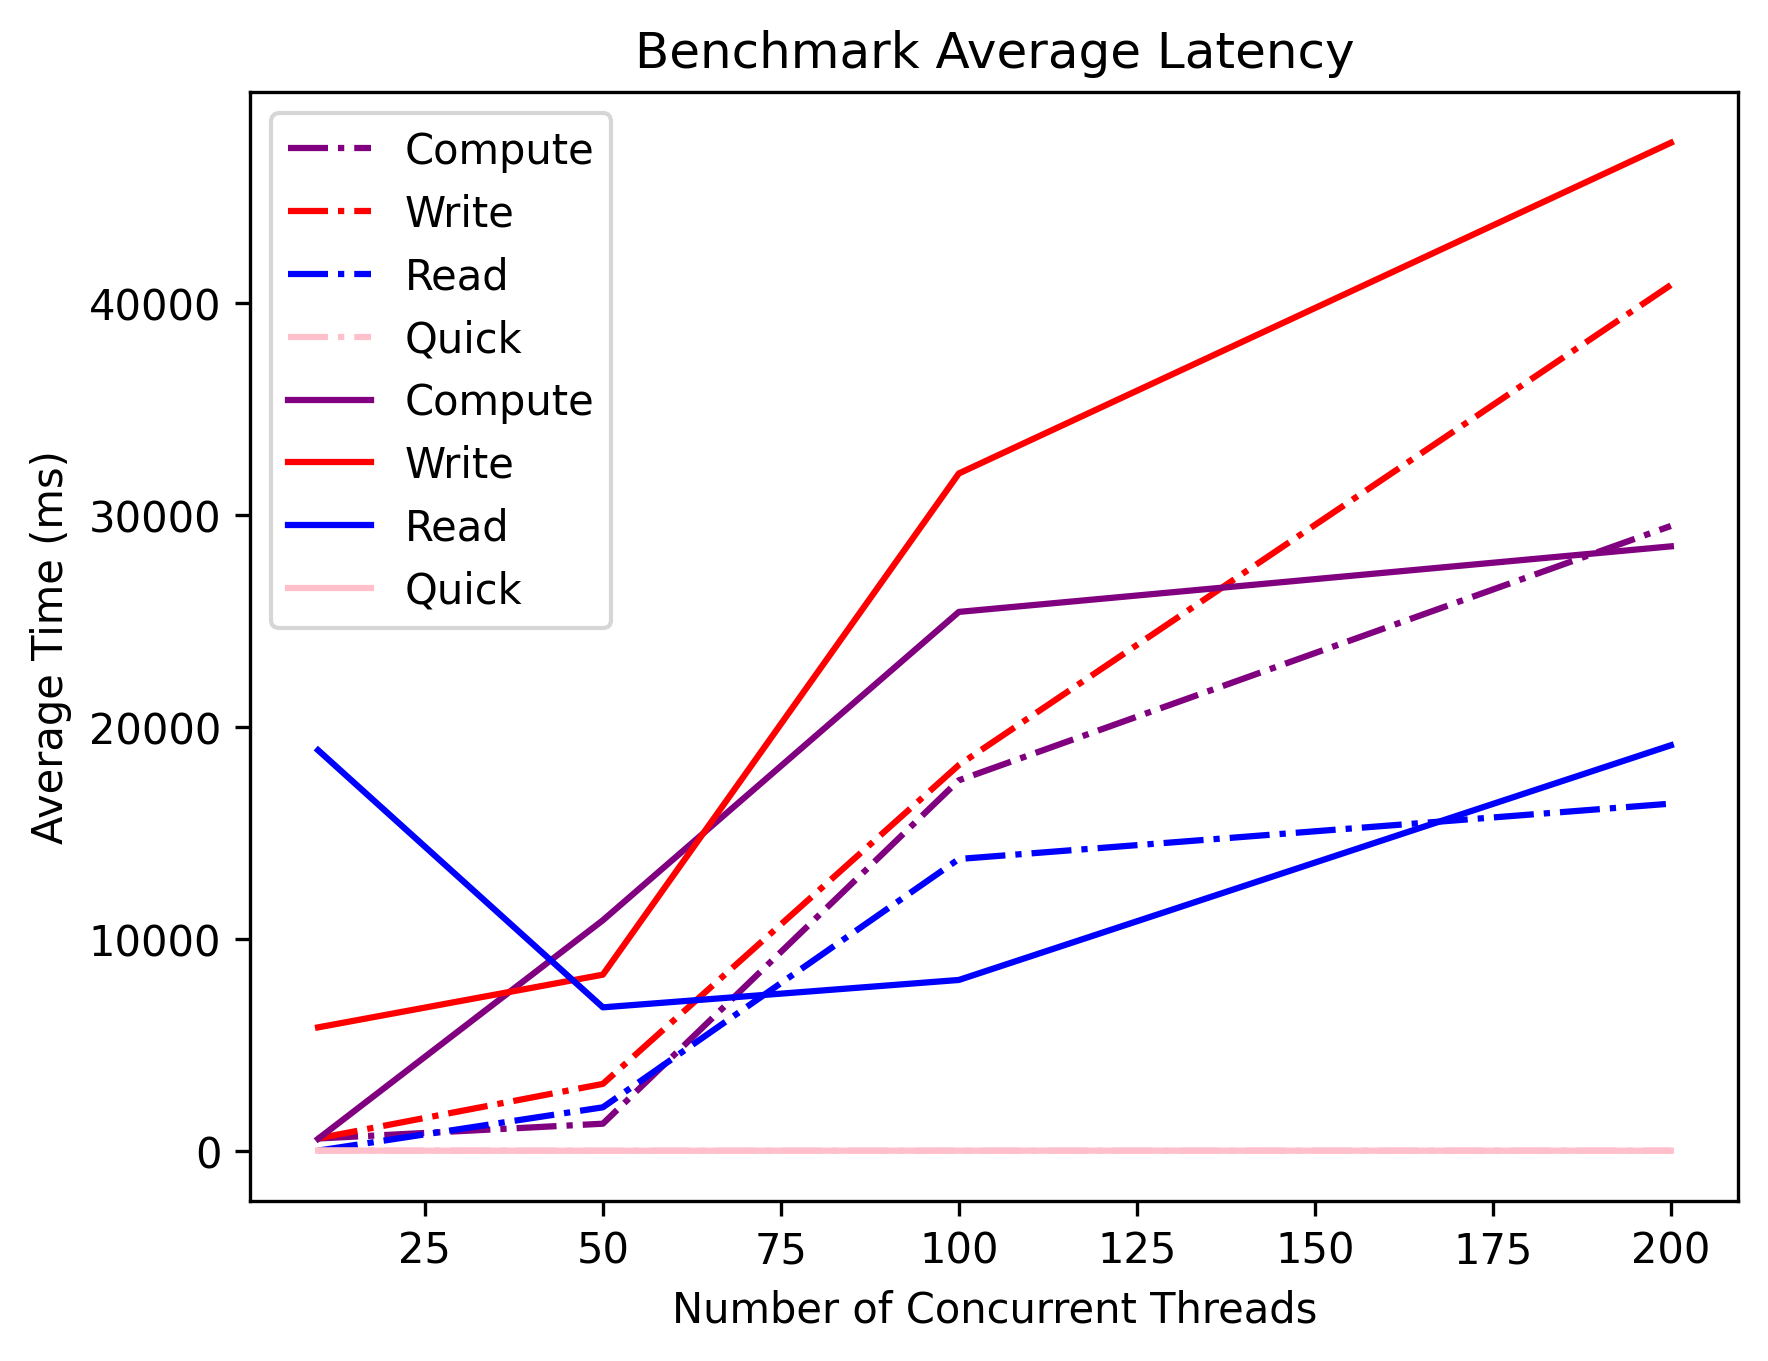 Benchmark Average Latency
Compute
Write
Read
Quick
Compute
Write
Read
Quick
Average Time (ms)
40000
30000
20000
10000
0
25 50 75 100 125 150 175 200
Number of Concurrent Threads